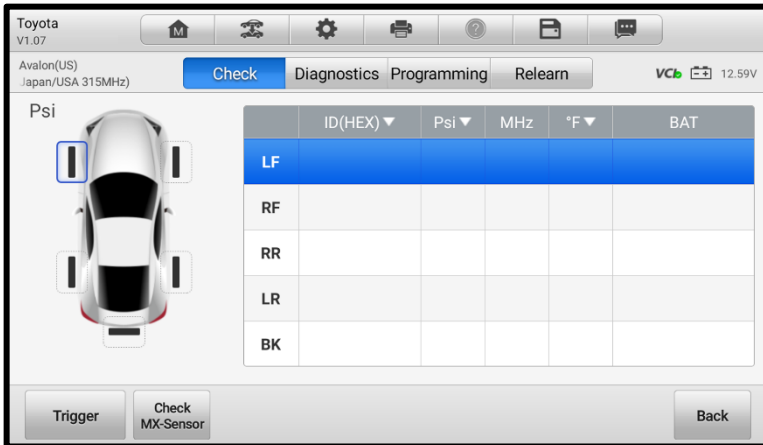 Toyota
V1.07
M
Avalon(US)
Japan/USA 315MHz)
Check
Diagnostics
Programming
Relearn
VCI
12.59V
Psi
ID(HEX)▼
Psi▼
MHz
°F▼
BAT
LF
RF
RR
LR
BK
Trigger
Check
MX-Sensor
Back